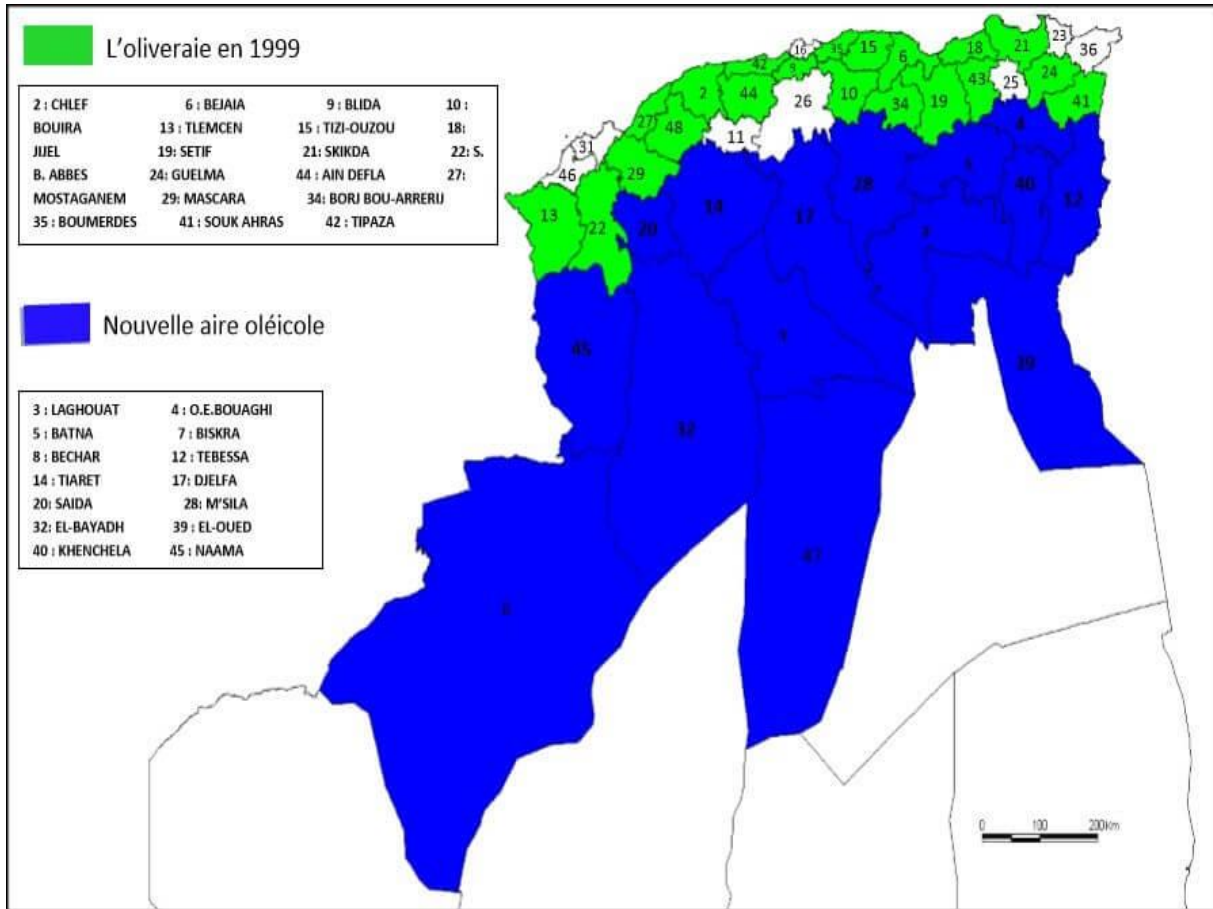 L'oliveraie en 1999
2: CHLEF 6 : BEJAIA 9 : BLIDA 10 :
BOUIRA 13 : TLEMCEN 15 : TIZI-OUZOU 18:
JIJEL 19: SETIF 21: SKIKDA 22: S.
B. ABBES 24: GUELMA 44 : AIN DEFLA 27:
MOSTAGANEM 29: MASCARA 34: BORJ BOU-ARRERIJ
35 : BOUMERDES 41 : SOUK AHRAS 42 : TIPAZA
Nouvelle aire oléicole
3 : LAGHOUAT 4 : O.E.BOUAGHI
5 : BATNA 7 : BISKRA
8 : BECHAR 12 : TEBESSA
14 : TIARET 17: DJELFA
20: SAIDA 28: M'SILA
32: EL-BAYADH 39 : EL-OUED
40 : KHENCHELA 45 : NAAMA
23
36
16
35
15
18
21
42
9
6
2
44
26
10
34
19
43
25
24
41
27
48
11
31
46
29
13
22
4
20
14
17
28
40
12
45
32
39
47
0 100 200Km